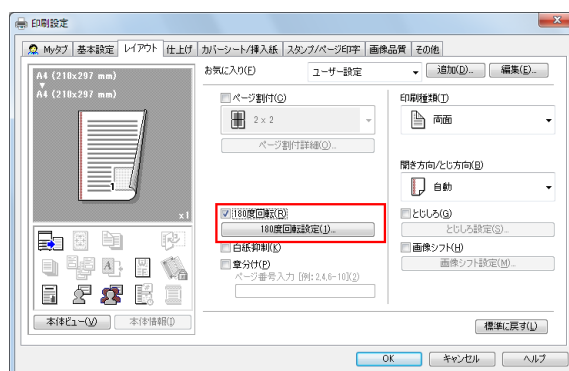 印刷設定
Myタブ 基本設定 レイアウト 仕上げ カバーシート/挿入紙 スタンプ/ページ印字 画像品質 その他
A4 (210x297 mm)
A4 (210x297 mm)
1
x1
本体ビュー(V) 本体情報(I)
お気に入り(F) ユーザー設定 追加(D)... 編集(E)...
ページ割付(C)
2 x 2
ページ割付詳細(O)...
180度回転(R)
180度回転設定(1)...
白紙抑制(K)
章分け(P)
ページ番号入力 [例: 2,4,6-10](2)
印刷種類(T)
両面
開き方向/とじ方向(B)
自動
とじしろ(G)
とじしろ設定(S)...
画像シフト(H)
画像シフト設定(M)...
標準に戻す(L)
OK キャンセル ヘルプ